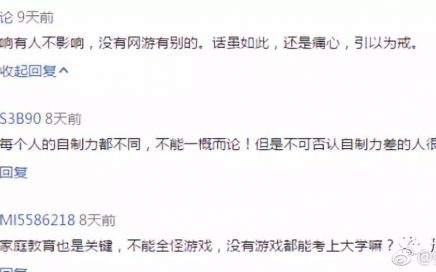 论 9天前
响有人不影响，没有网游有别的。话虽如此，还是痛心，引以为戒。
收起回复
S3B90 8天前
每个人的自制力都不同，不能一概而论！但是不可否认自制力差的人很
回复
MI5586218 8天前
家庭教育也是关键，不能全怪游戏，没有游戏都能考上大学嘛？
回复